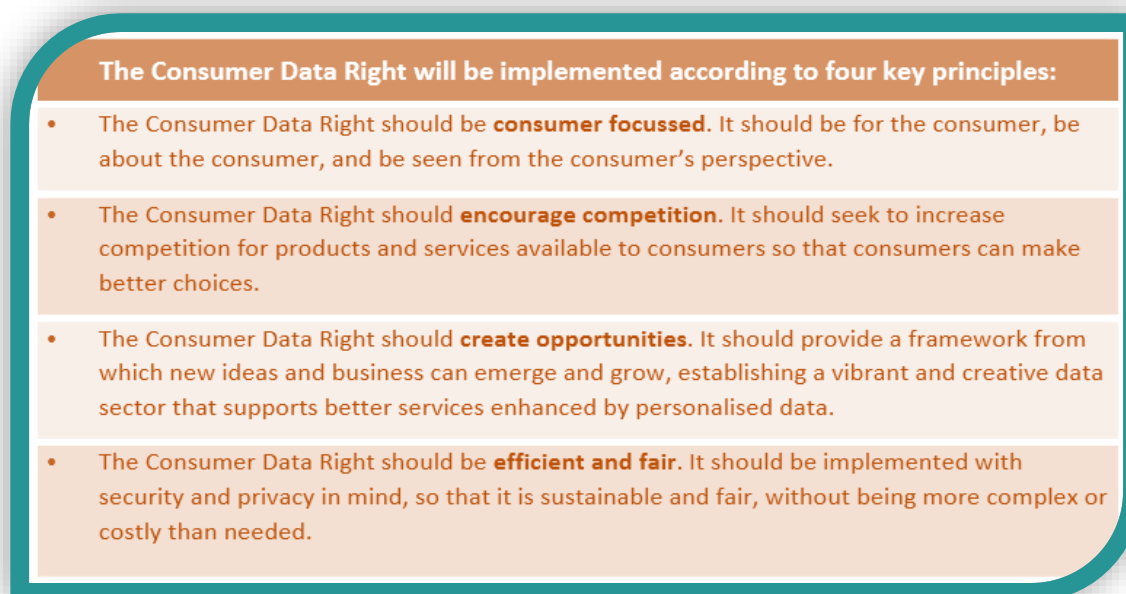 The Consumer Data Right will be implemented according to four key principles:
• The Consumer Data Right should be consumer focussed. It should be for the consumer, be
about the consumer, and be seen from the consumer's perspective.
• The Consumer Data Right should encourage competition. It should seek to increase
competition for products and services available to consumers so that consumers can make
better choices.
• The Consumer Data Right should create opportunities. It should provide a framework from
which new ideas and business can emerge and grow, establishing a vibrant and creative data
sector that supports better services enhanced by personalised data.
• The Consumer Data Right should be efficient and fair. It should be implemented with
security and privacy in mind, so that it is sustainable and fair, without being more complex or
costly than needed.